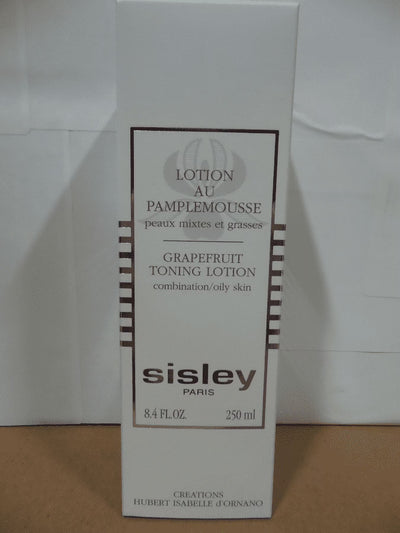 LOTION
AU
PAMPLEMOUSSE
peaux mixtes et grasses
GRAPEFRUIT
TONING LOTION
combination/oily skin
sisley
PARIS
8.4 FL.OZ. 250 ml
CREATIONS
HUBERT ISABELLE d'ORNANO